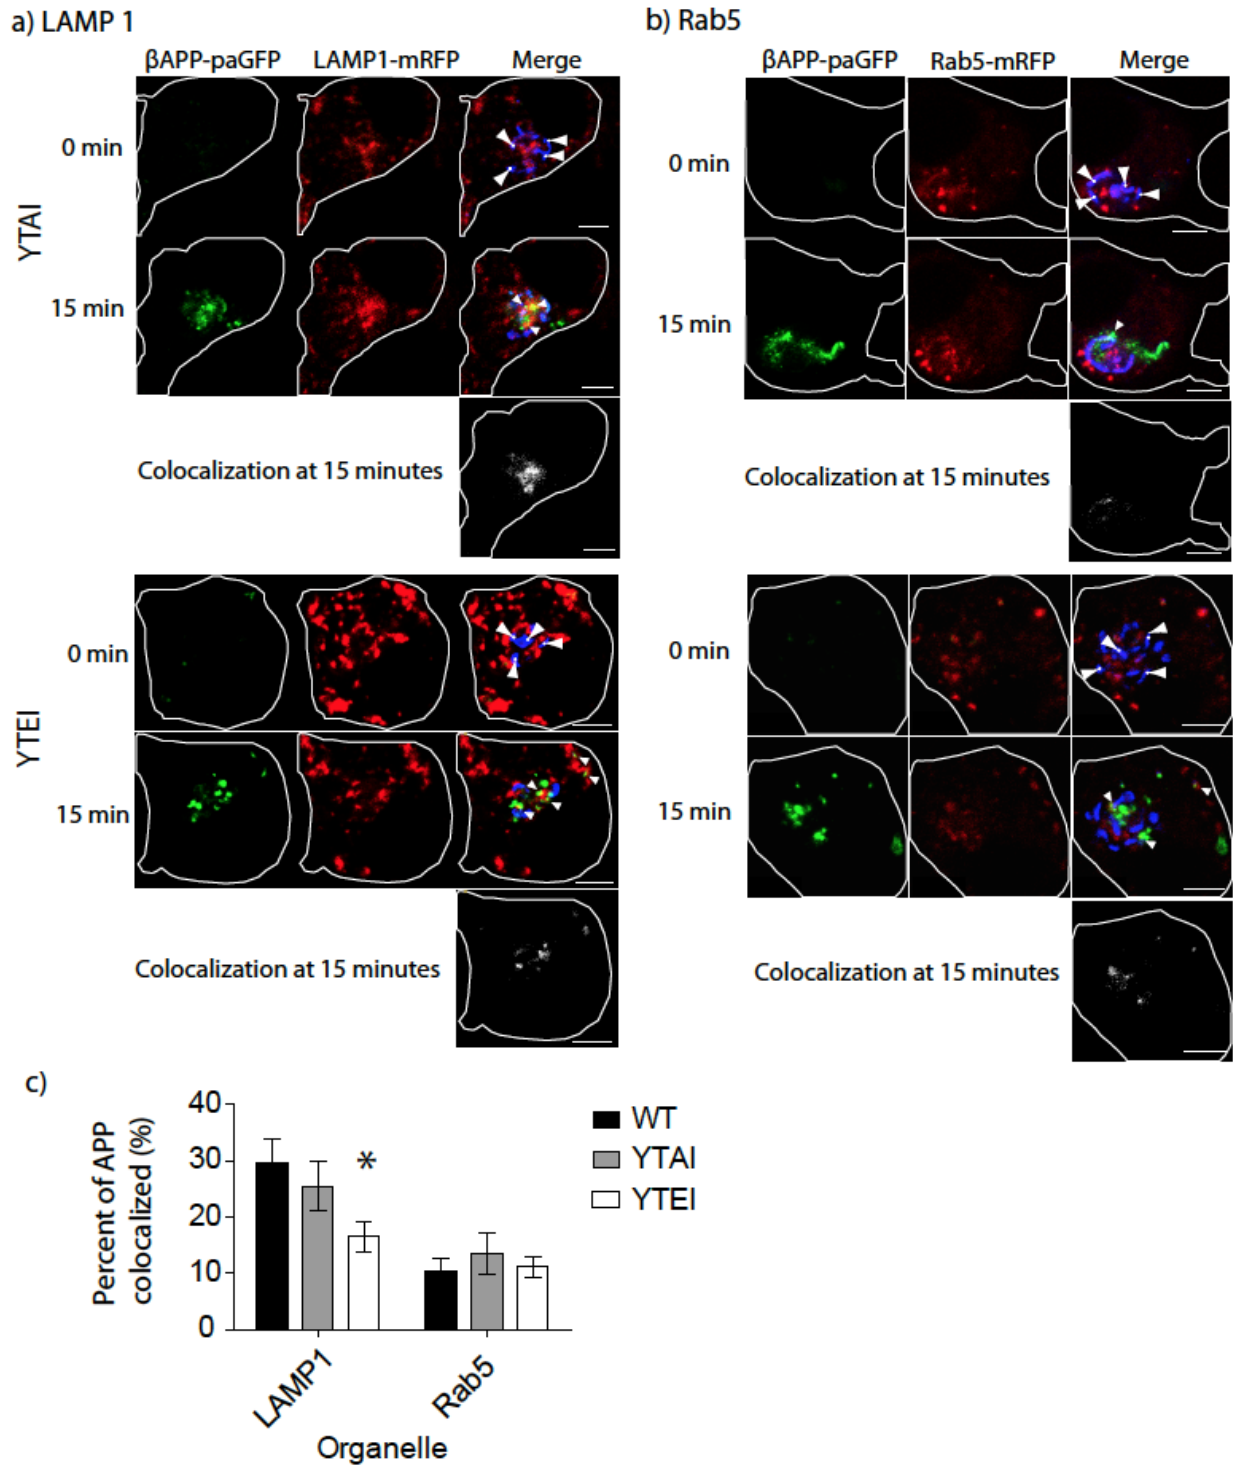 a) LAMP 1
b) Rab5
βAPP-paGFP LAMP1-mRFP Merge
βAPP-paGFP Rab5-mRFP Merge
YTAI
0 min
0 min
15 min
15 min
Colocalization at 15 minutes
Colocalization at 15 minutes
YTEI
0 min
0 min
15 min
15 min
Colocalization at 15 minutes
Colocalization at 15 minutes
c)
Percent of APP
colocalized (%)
40
30
20
10
0
*
WT
YTAI
YTEI
LAMP1
Rab5
Organelle